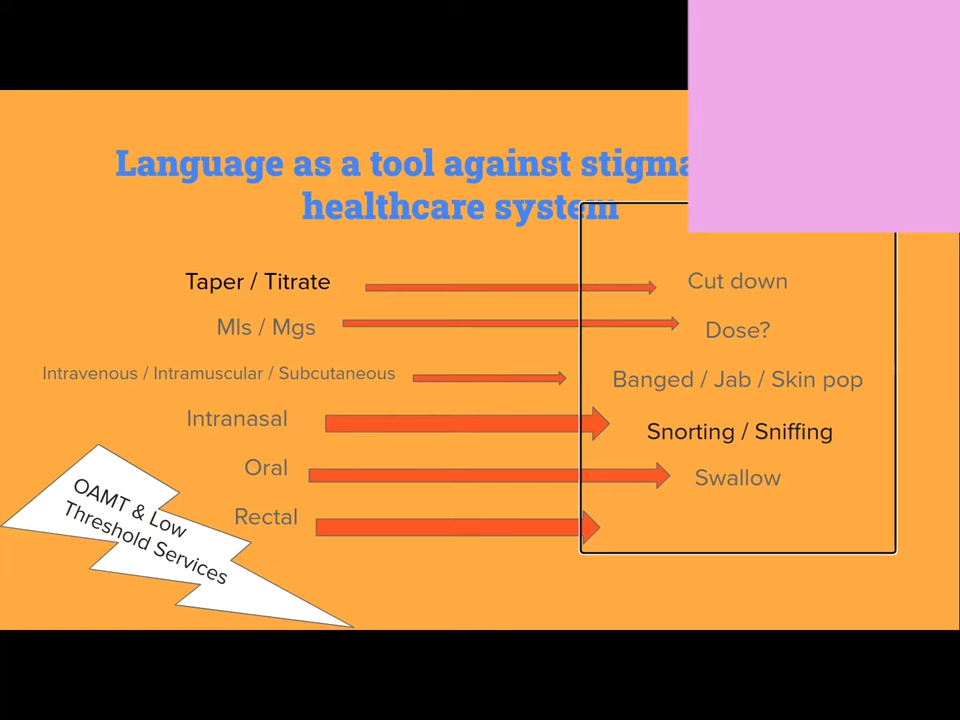 Language as a tool against stigma
healthcare system
Taper / Titrate Cut down
Mls / Mgs Dose?
Intravenous / Intramuscular / Subcutaneous Banged / Jab / Skin pop
Intranasal Snorting / Sniffing
Oral Swallow
Rectal
OAMT & Low
Threshold Services